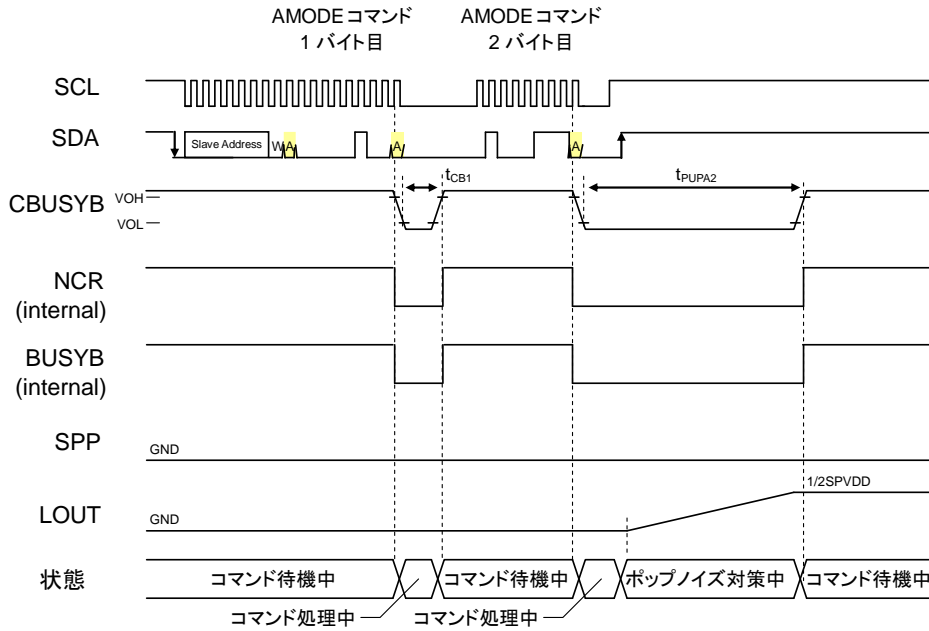 AMODEコマンド
1 バイト目
AMODEコマンド
2 バイト目
SCL
SDA
Slave Address
W
A
A
A
CBUSYB
VOH
VOL
tCB1
tPUPA2
NCR
(internal)
BUSYB
(internal)
SPP
GND
LOUT
GND
1/2SPVDD
状態
コマンド待機中
コマンド待機中
ポップノイズ対策中
コマンド待機中
コマンド処理中
コマンド処理中